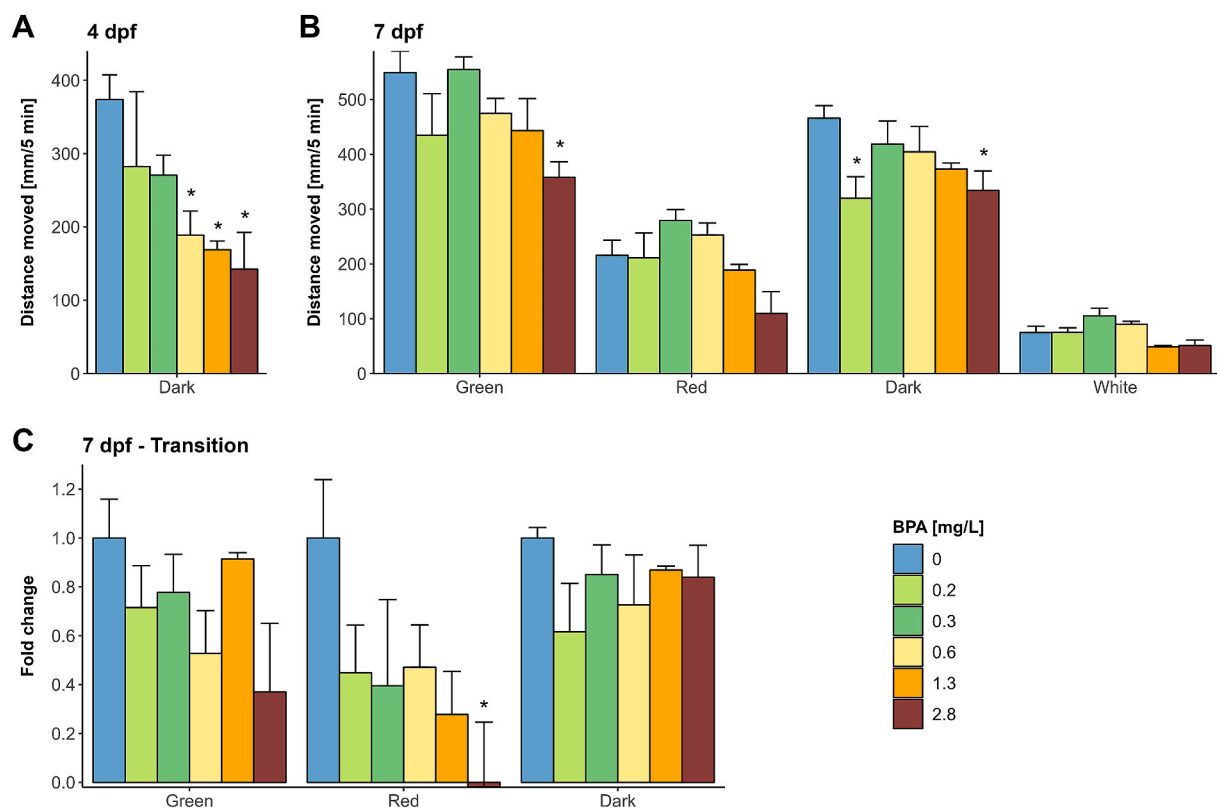 A
4 dpf
Distance moved [mm/5 min]
400
300
200
100
0
*
*
*
Dark
B
7 dpf
Distance moved [mm/5 min]
500
400
300
200
100
0
*
*
*
Green
Red
Dark
White
C
7 dpf - Transition
Fold change
1.2
1.0
0.8
0.6
0.4
0.2
0.0
*
Green
Red
Dark
BPA [mg/L]
0
0.2
0.3
0.6
1.3
2.8